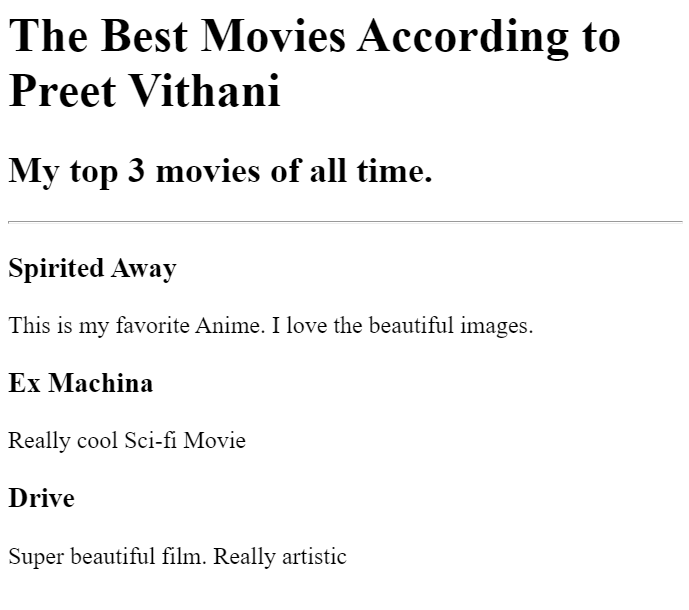 The Best Movies According to
Preet Vithani
My top 3 movies of all time.
Spirited Away
This is my favorite Anime. I love the beautiful images.
Ex Machina
Really cool Sci-fi Movie
Drive
Super beautiful film. Really artistic